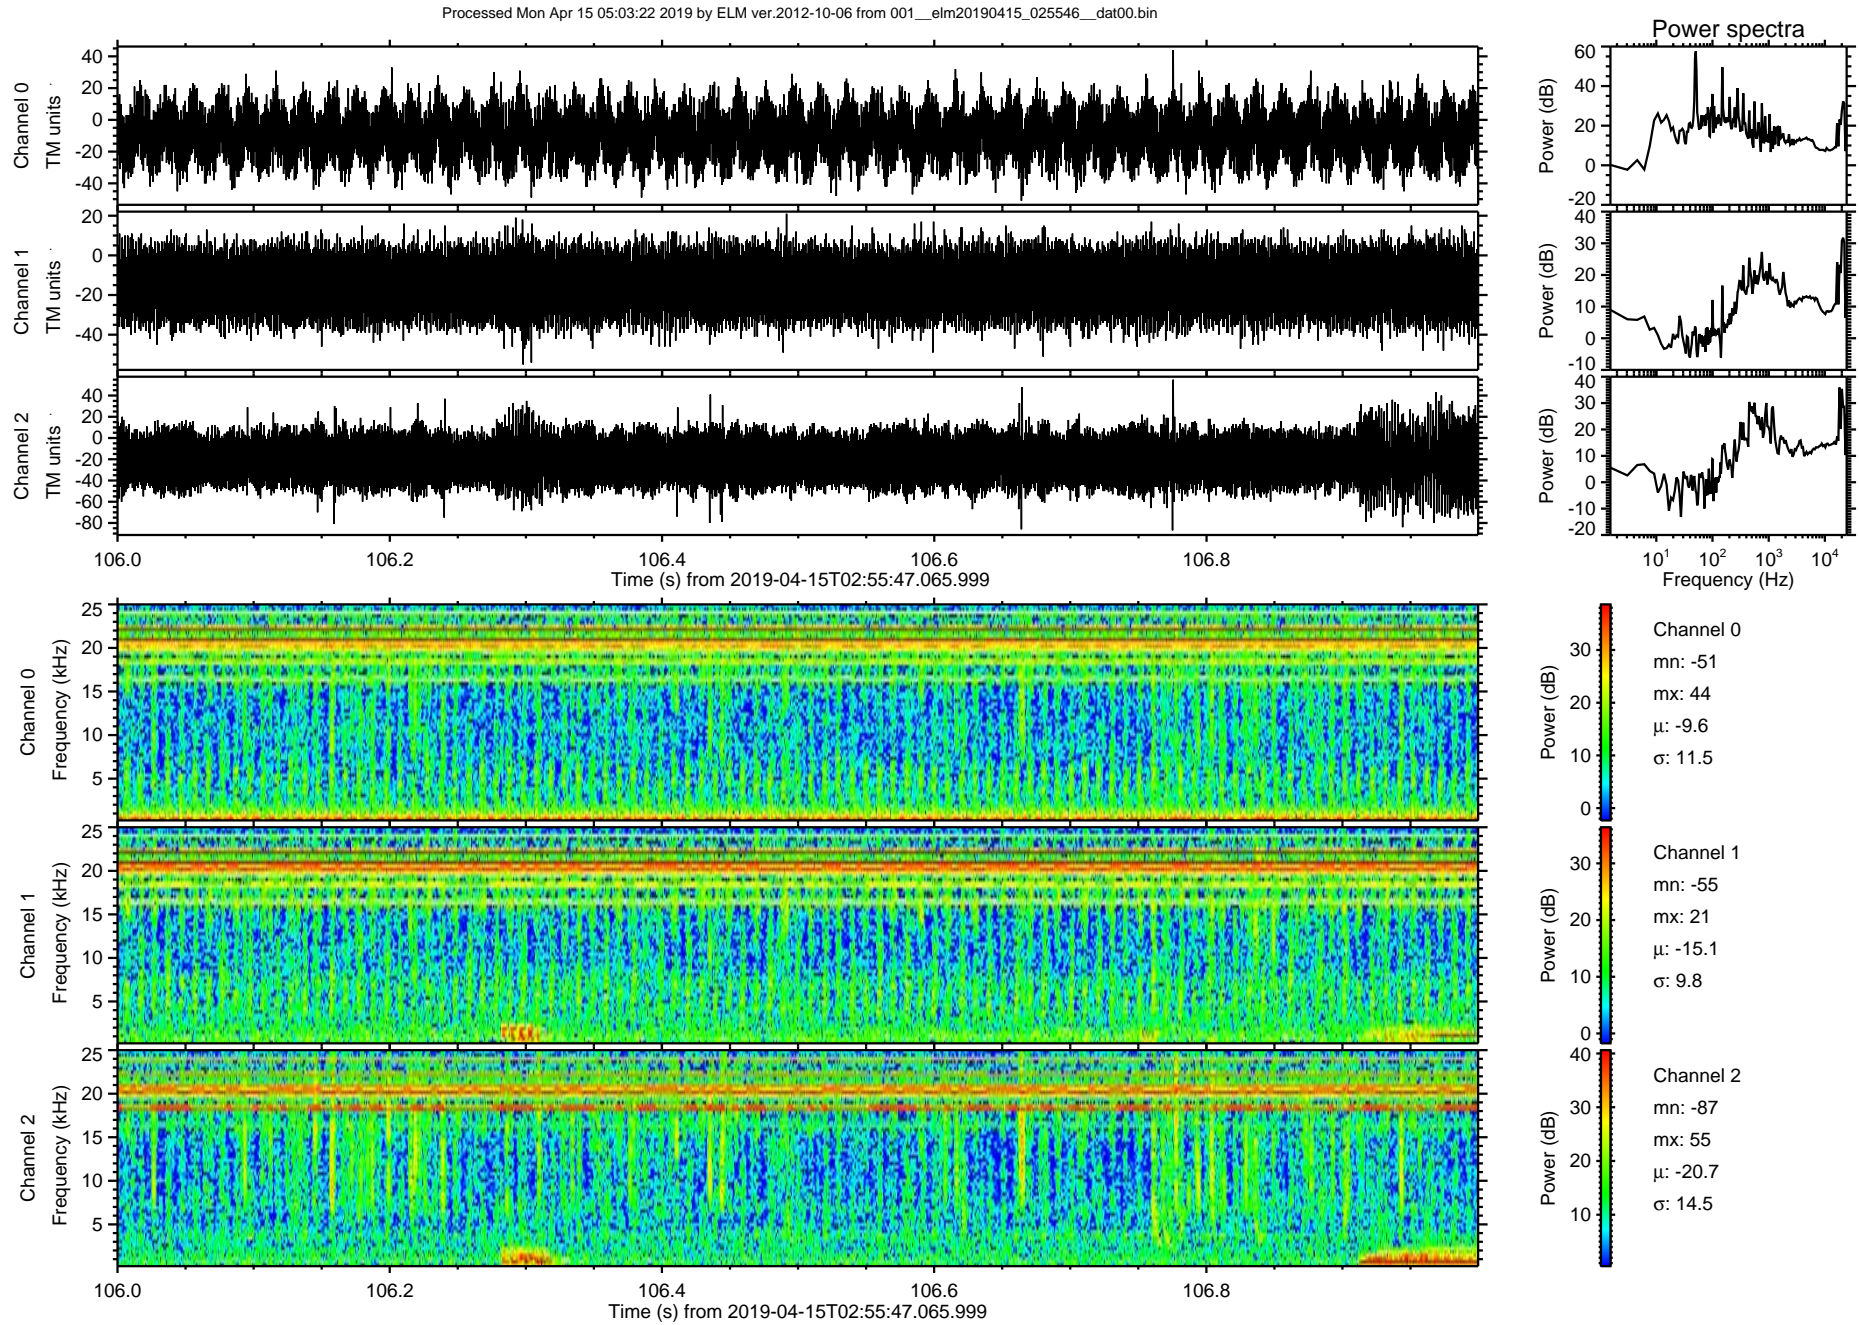 Processed Mon Apr 15 05:03:22 2019 by ELM ver.2012-10-06 from 001__elm20190415_025546__dat00.bin
Power spectra
Channel 0
TM units
40
20
0
-20
-40
Power (dB)
60
40
20
0
-20
Channel 1
TM units
20
0
-20
-40
Power (dB)
40
30
20
10
0
-10
Channel 2
TM units
40
20
0
-20
-40
-60
-80
Power (dB)
40
30
20
10
0
-10
-20
106.0 106.2 106.4 106.6 106.8
Time (s) from 2019-04-15T02:55:47.065.999
10¹ 10² 10³ 10⁴
Frequency (Hz)
Channel 0
Frequency (kHz)
25
20
15
10
5
Power (dB)
30
20
10
0
Channel 0
mn: -51
mx: 44
μ: -9.6
σ: 11.5
Channel 1
Frequency (kHz)
25
20
15
10
5
Power (dB)
30
20
10
0
Channel 1
mn: -55
mx: 21
μ: -15.1
σ: 9.8
Channel 2
Frequency (kHz)
25
20
15
10
5
Power (dB)
40
30
20
10
Channel 2
mn: -87
mx: 55
μ: -20.7
σ: 14.5
106.0 106.2 106.4 106.6 106.8
Time (s) from 2019-04-15T02:55:47.065.999